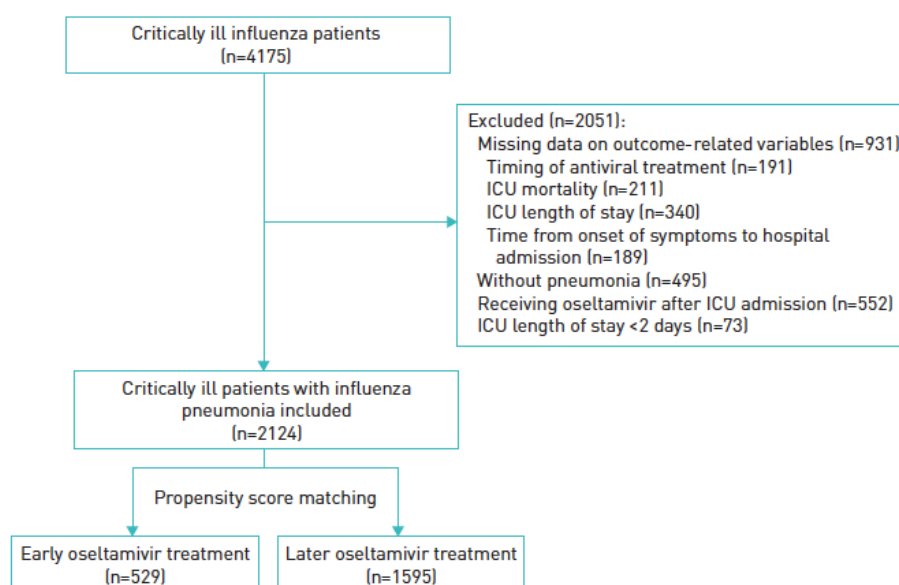 Critically ill influenza patients
(n=4175)
Excluded (n=2051):
Missing data on outcome-related variables (n=931)
Timing of antiviral treatment (n=191)
ICU mortality (n=211)
ICU length of stay (n=340)
Time from onset of symptoms to hospital
admission (n=189)
Without pneumonia (n=495)
Receiving oseltamivir after ICU admission (n=552)
ICU length of stay <2 days (n=73)
Critically ill patients with influenza
pneumonia included
(n=2124)
Propensity score matching
Early oseltamivir treatment
(n=529)
Later oseltamivir treatment
(n=1595)